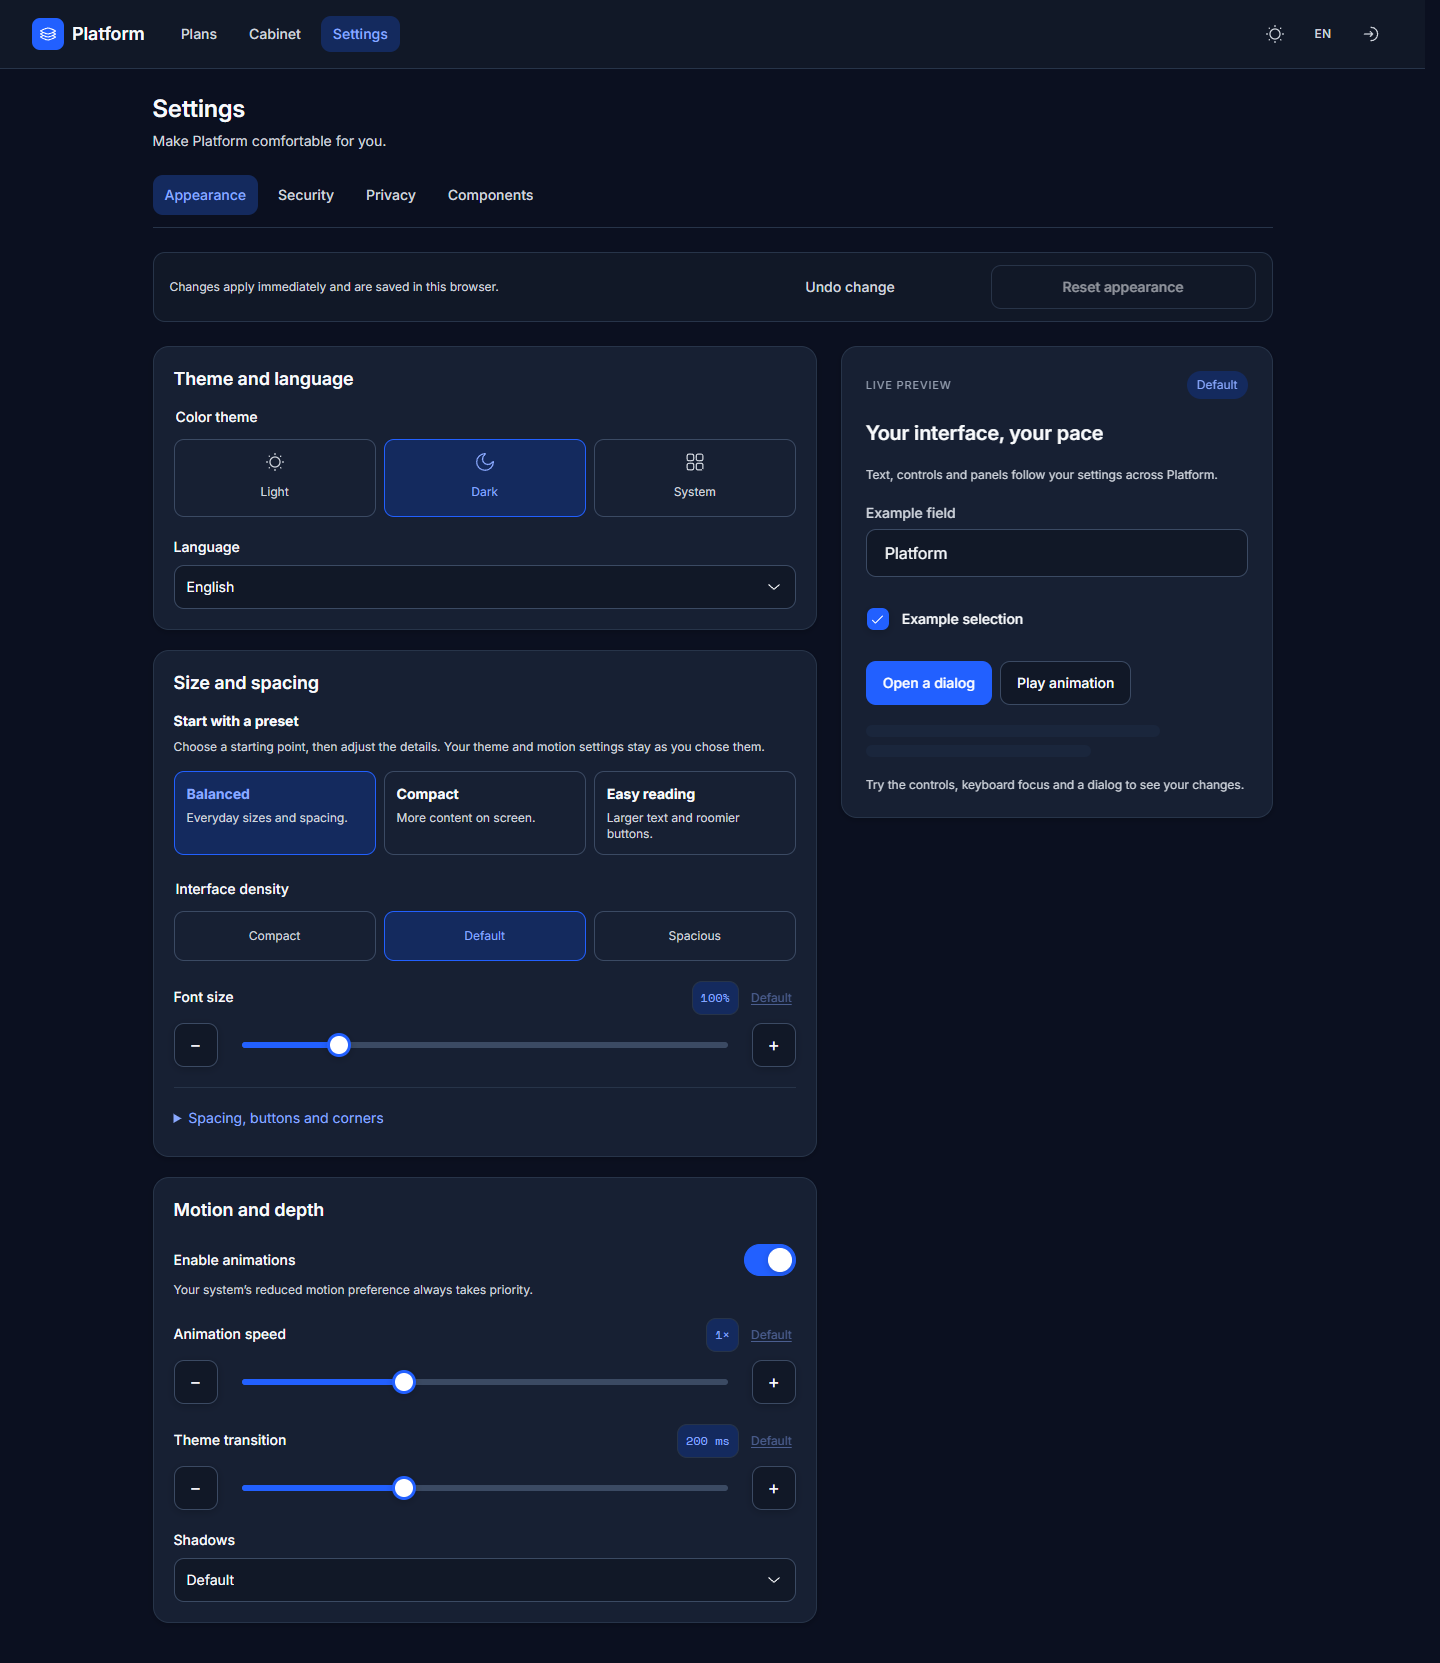 Platform
Plans
Cabinet
Settings
EN
Settings
Make Platform comfortable for you.
Appearance
Security
Privacy
Components
Changes apply immediately and are saved in this browser.
Undo change
Reset appearance
Theme and language
Color theme
Light
Dark
System
Language
English
Size and spacing
Start with a preset
Choose a starting point, then adjust the details. Your theme and motion settings stay as you chose them.
Balanced
Everyday sizes and spacing.
Compact
More content on screen.
Easy reading
Larger text and roomier
buttons.
Interface density
Compact
Default
Spacious
Font size
100%
Default
−
+
Spacing, buttons and corners
Motion and depth
Enable animations
Your system’s reduced motion preference always takes priority.
Animation speed
1×
Default
−
+
Theme transition
200 ms
Default
−
+
Shadows
Default
LIVE PREVIEW
Default
Your interface, your pace
Text, controls and panels follow your settings across Platform.
Example field
Platform
Example selection
Open a dialog
Play animation
Try the controls, keyboard focus and a dialog to see your changes.